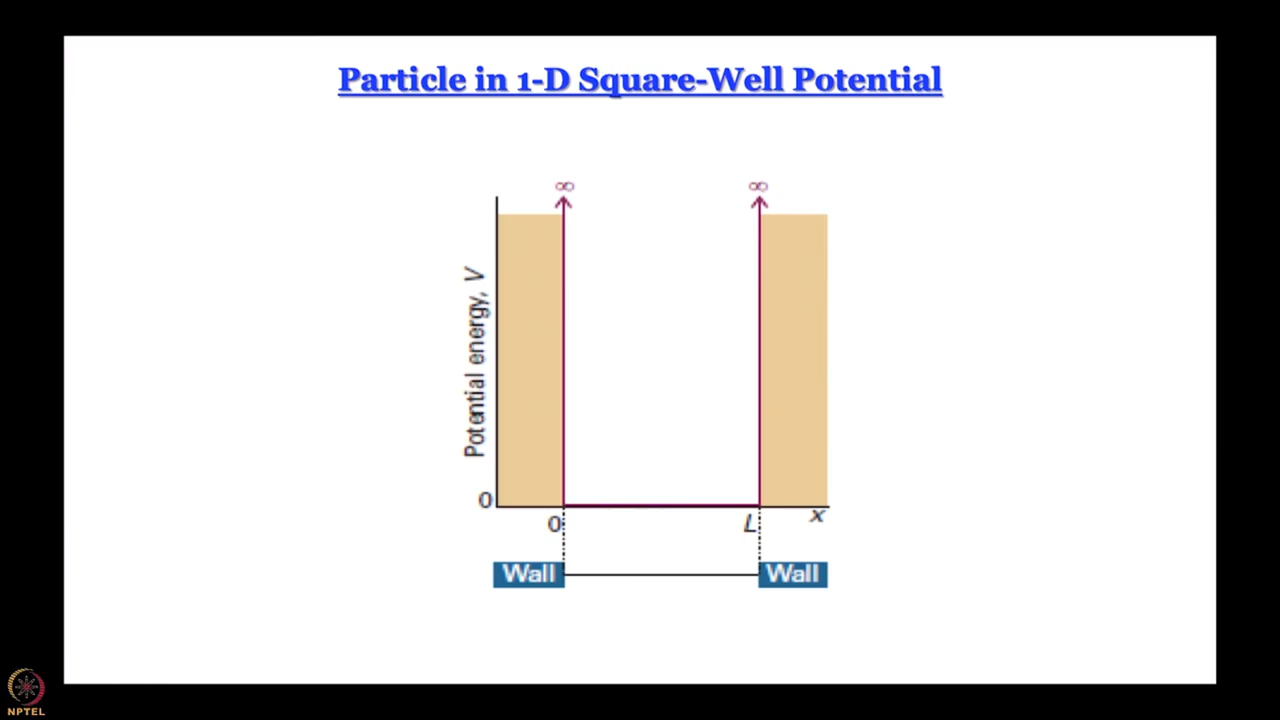 Particle in 1-D Square-Well Potential
∞ ∞
Potential energy, V
0
0 L x
Wall Wall
NPTEL